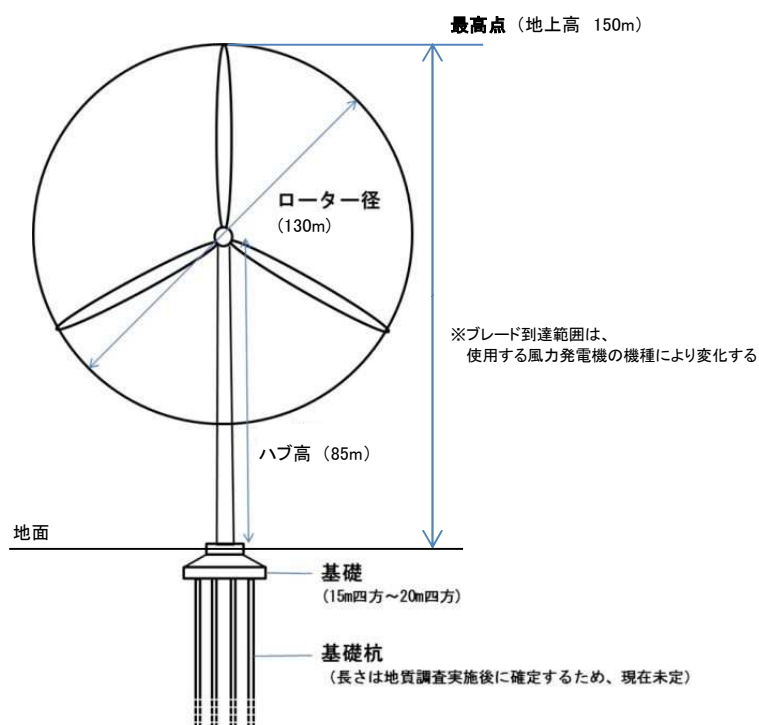 最高点（地上高 150m）
ローター径
（130m）
※ブレード到達範囲は、
使用する風力発電機の機種により変化する
ハブ高（85m）
地面
基礎
（15m四方～20m四方）
基礎杭
（長さは地質調査実施後に確定するため、現在未定）